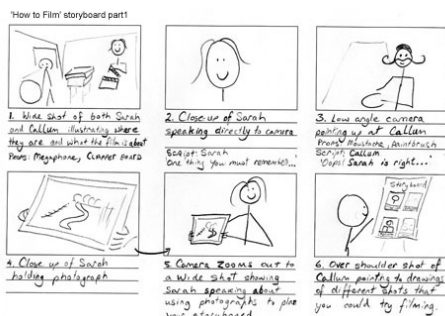 'How to Film' storyboard part1
1. Wide shot of both Sarah
and Callum illustrating where
they are and what the film is about
Props: Megaphone, Clapper Board
2. Close-up of Sarah
speaking directly to camera
Script: Sarah
'One thing you must remember...'
3. Low angle camera
pointing up at Callum
Props: Moustache, paintbrush
Script: Callum
'Oops! Sarah is right...'
4. Close up of Sarah
holding photograph
5. Camera zooms out to
a wide shot showing
Sarah speaking about
using photographs to plan
your storyboard
Storyboard
6. Over shoulder shot of
Callum pointing to drawings
of different shots that
you could try filming.